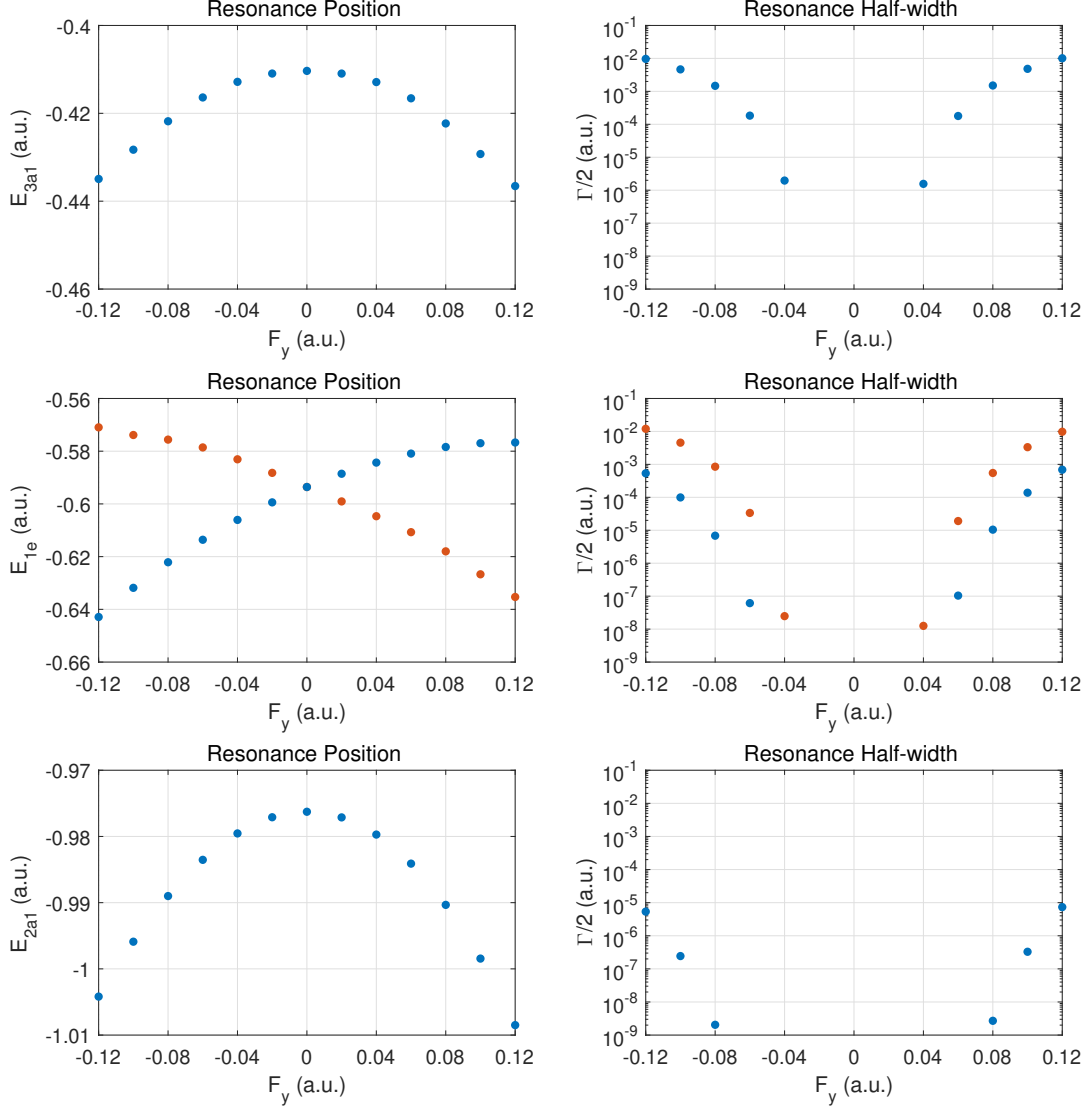 Resonance Position
-0.4
-0.42
-0.44
-0.46
E3a1 (a.u.)
-0.12 -0.08 -0.04 0 0.04 0.08 0.12
Fy (a.u.)
Resonance Half-width
10-1
10-2
10-3
10-4
10-5
10-6
10-7
10-8
10-9
Γ/2 (a.u.)
-0.12 -0.08 -0.04 0 0.04 0.08 0.12
Fy (a.u.)
Resonance Position
-0.56
-0.58
-0.6
-0.62
-0.64
-0.66
E1e (a.u.)
-0.12 -0.08 -0.04 0 0.04 0.08 0.12
Fy (a.u.)
Resonance Half-width
10-1
10-2
10-3
10-4
10-5
10-6
10-7
10-8
10-9
Γ/2 (a.u.)
-0.12 -0.08 -0.04 0 0.04 0.08 0.12
Fy (a.u.)
Resonance Position
-0.97
-0.98
-0.99
-1
-1.01
E2a1 (a.u.)
-0.12 -0.08 -0.04 0 0.04 0.08 0.12
Fy (a.u.)
Resonance Half-width
10-1
10-2
10-3
10-4
10-5
10-6
10-7
10-8
10-9
Γ/2 (a.u.)
-0.12 -0.08 -0.04 0 0.04 0.08 0.12
Fy (a.u.)